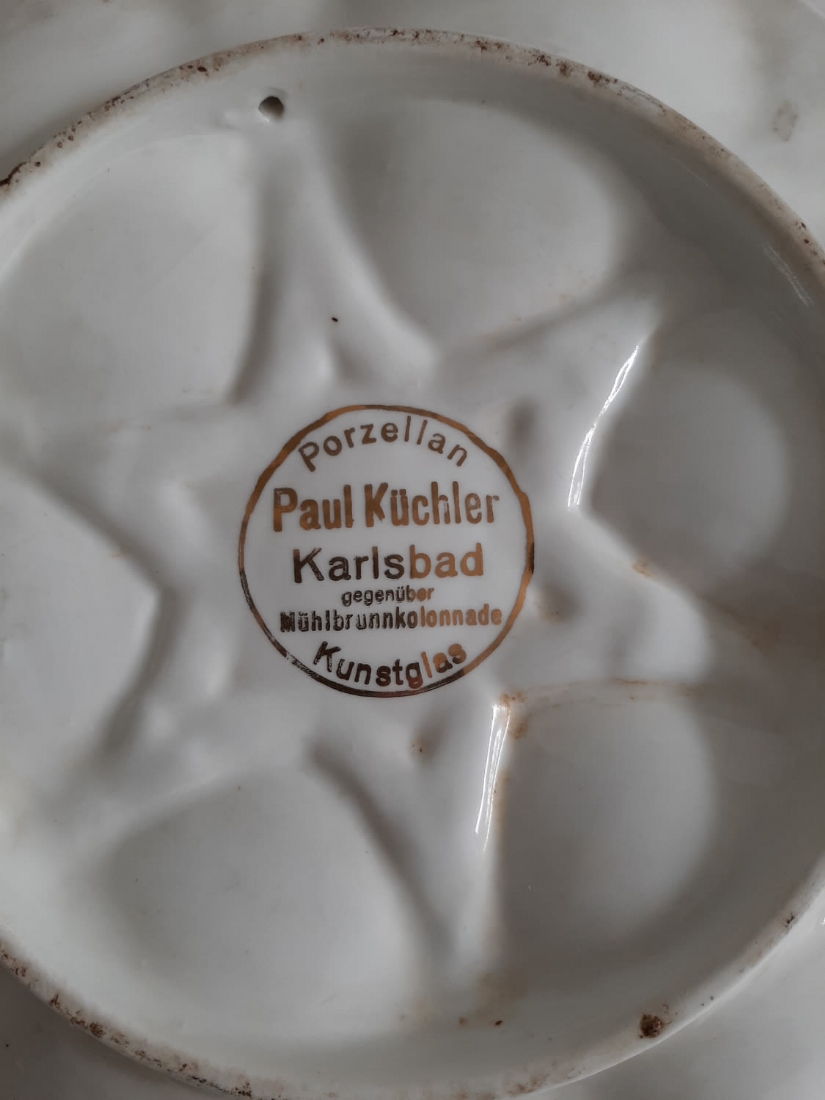 Porzellan
Paul Küchler
Karlsbad
gegenüber
Mühlbrunnkolonnade
Kunstglas